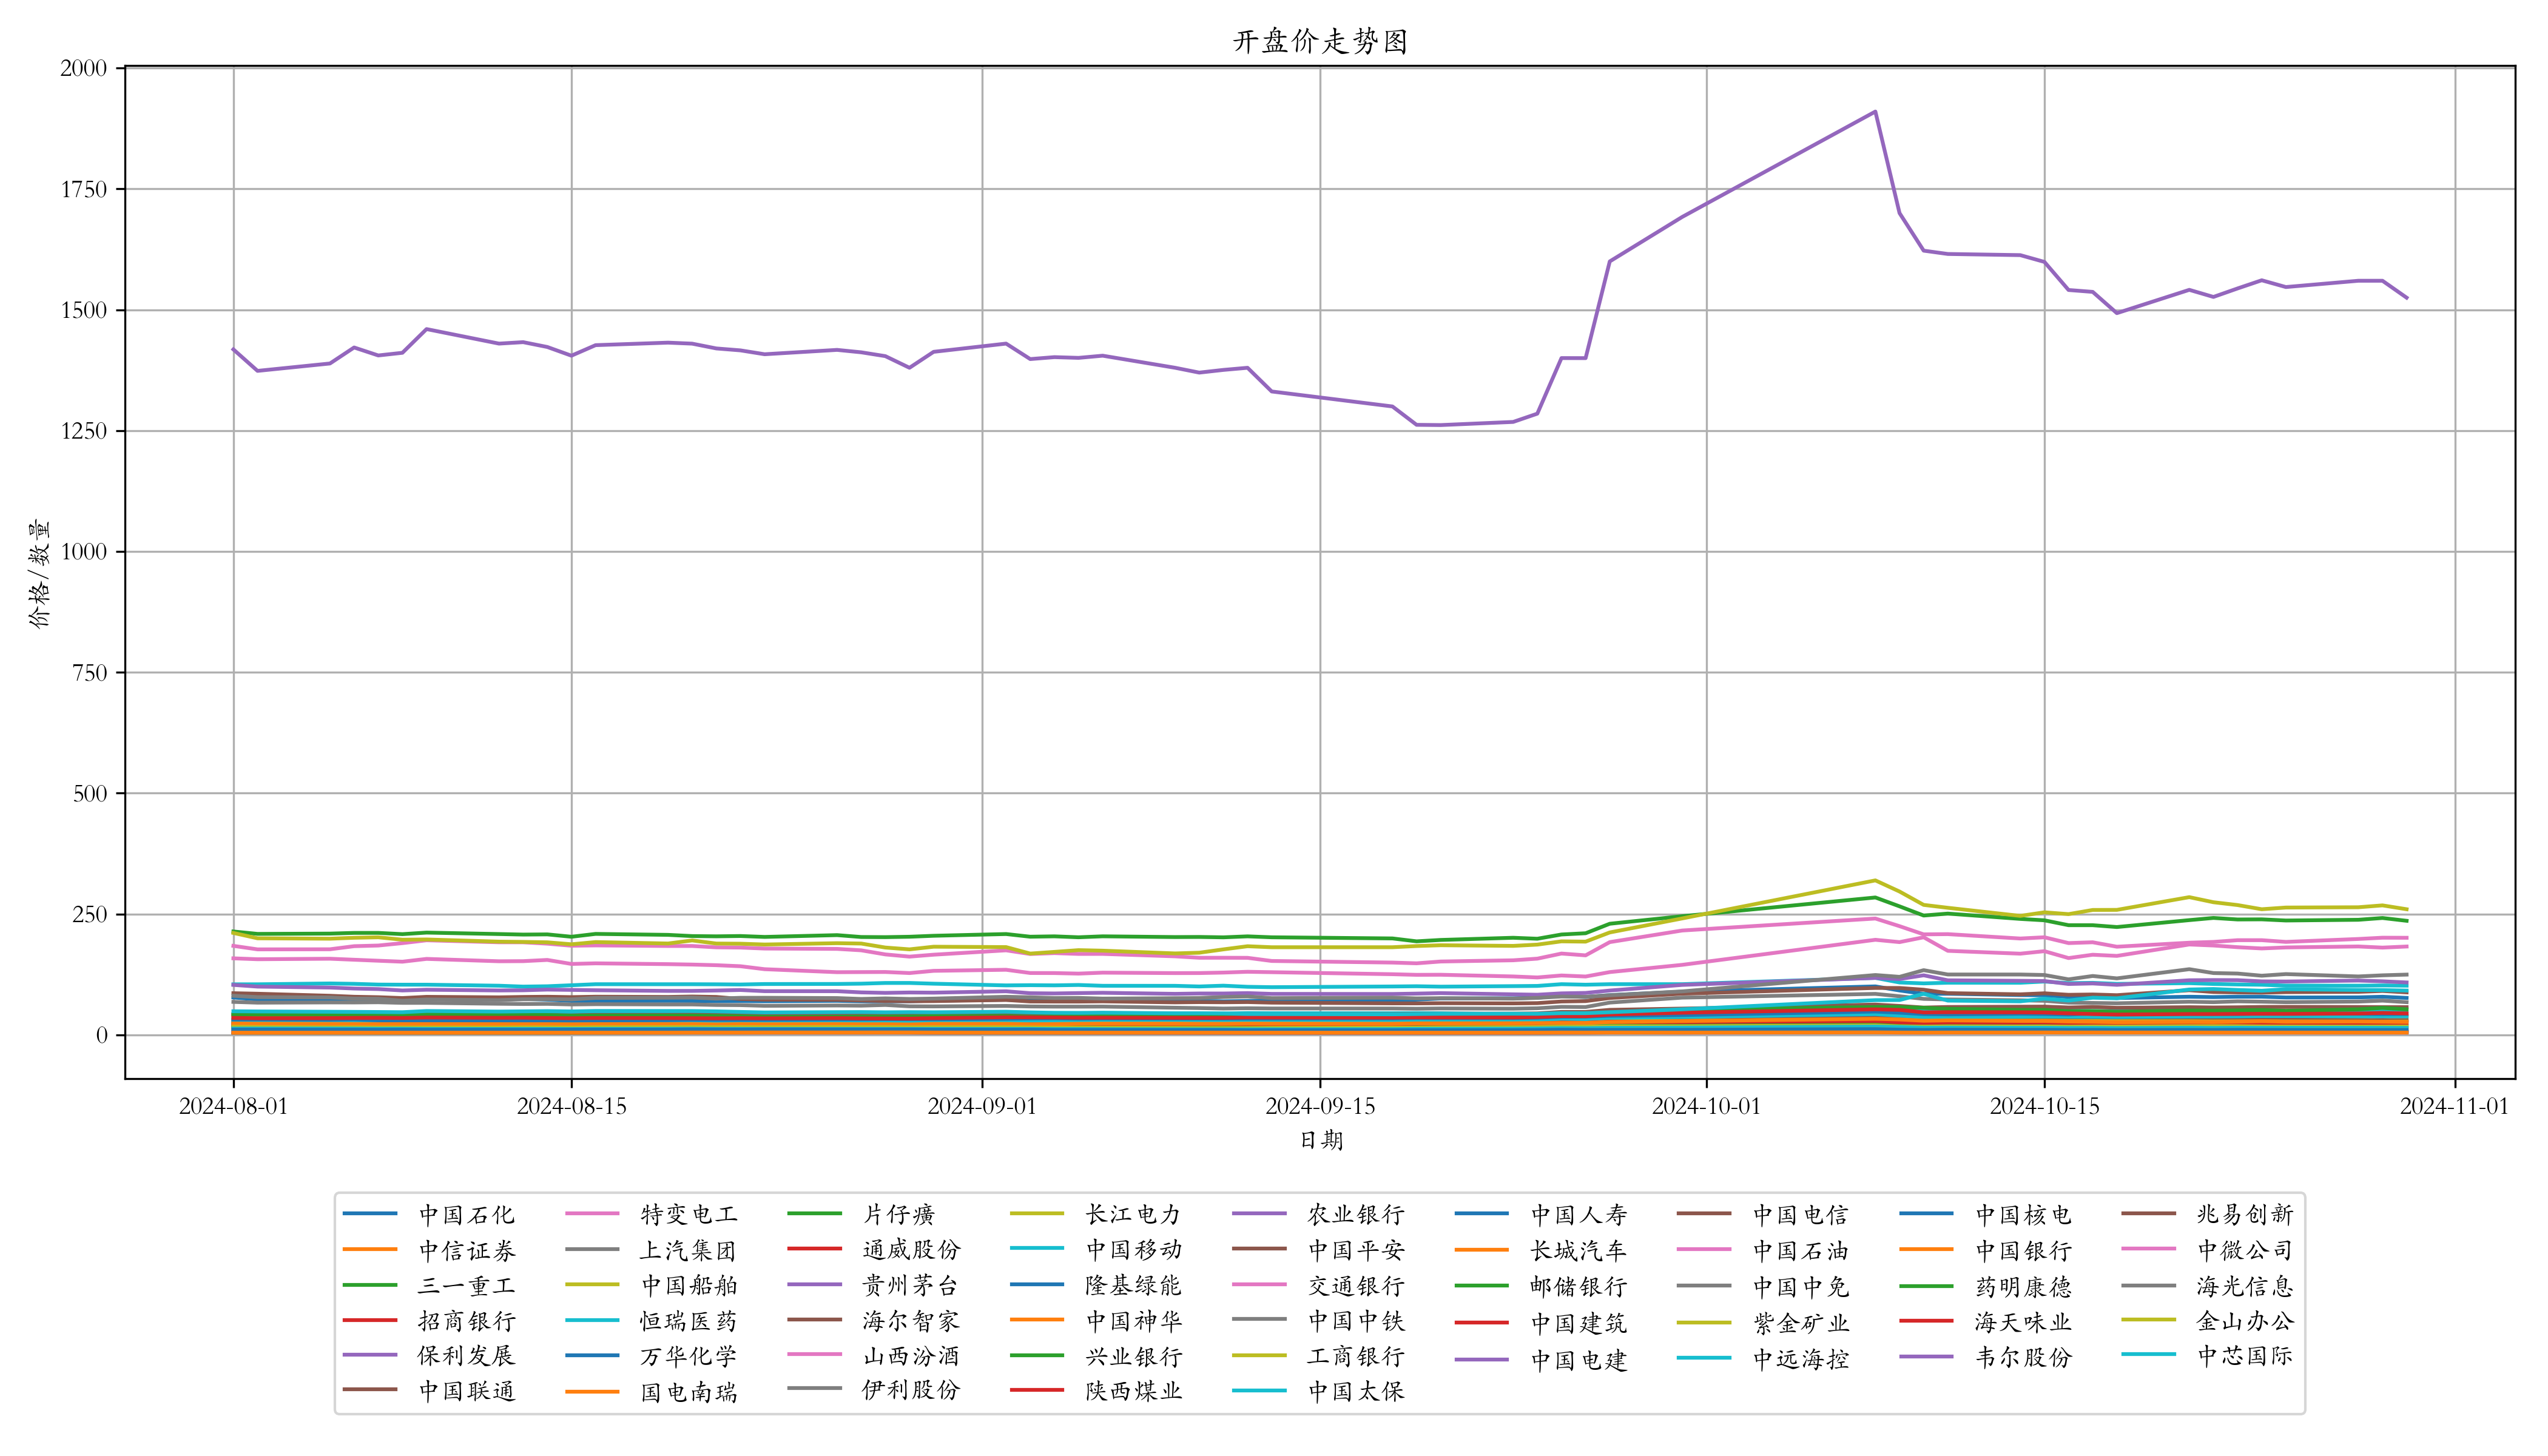 开盘价走势图
价格/数量
2000
1750
1500
1250
1000
750
500
250
0
2024-08-01 2024-08-15 2024-09-01 2024-09-15 2024-10-01 2024-10-15 2024-11-01
日期
中国石化 特变电工 片仔癀 长江电力 农业银行 中国人寿 中国电信 中国核电 兆易创新
中信证券 上汽集团 通威股份 中国移动 中国平安 长城汽车 中国石油 中国银行 中微公司
三一重工 中国船舶 贵州茅台 隆基绿能 交通银行 邮储银行 中国中免 药明康德 海光信息
招商银行 恒瑞医药 海尔智家 中国神华 中国中铁 中国建筑 紫金矿业 海天味业 金山办公
保利发展 万华化学 山西汾酒 兴业银行 工商银行 中国电建 中远海控 韦尔股份 中芯国际
中国联通 国电南瑞 伊利股份 陕西煤业 中国太保